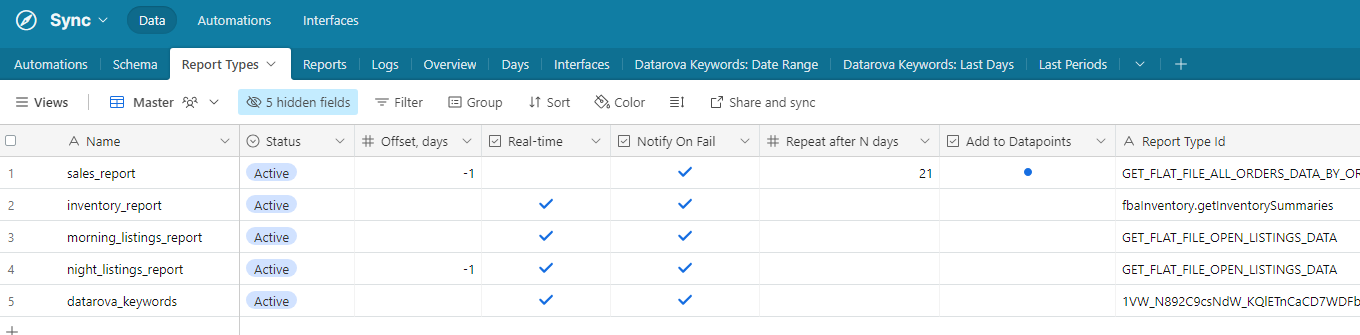 Sync Data Automations Interfaces
Automations Schema Report Types Reports Logs Overview Days Interfaces Datarova Keywords: Date Range Datarova Keywords: Last Days Last Periods
Views Master 5 hidden fields Filter Group Sort Color Share and sync
Name Status Offset, days Real-time Notify On Fail Repeat after N days Add to Datapoints Report Type Id
1 sales_report Active -1 21 GET_FLAT_FILE_ALL_ORDERS_DATA_BY_OR
2 inventory_report Active fbaInventory.getInventorySummaries
3 morning_listings_report Active GET_FLAT_FILE_OPEN_LISTINGS_DATA
4 night_listings_report Active -1 GET_FLAT_FILE_OPEN_LISTINGS_DATA
5 datarova_keywords Active